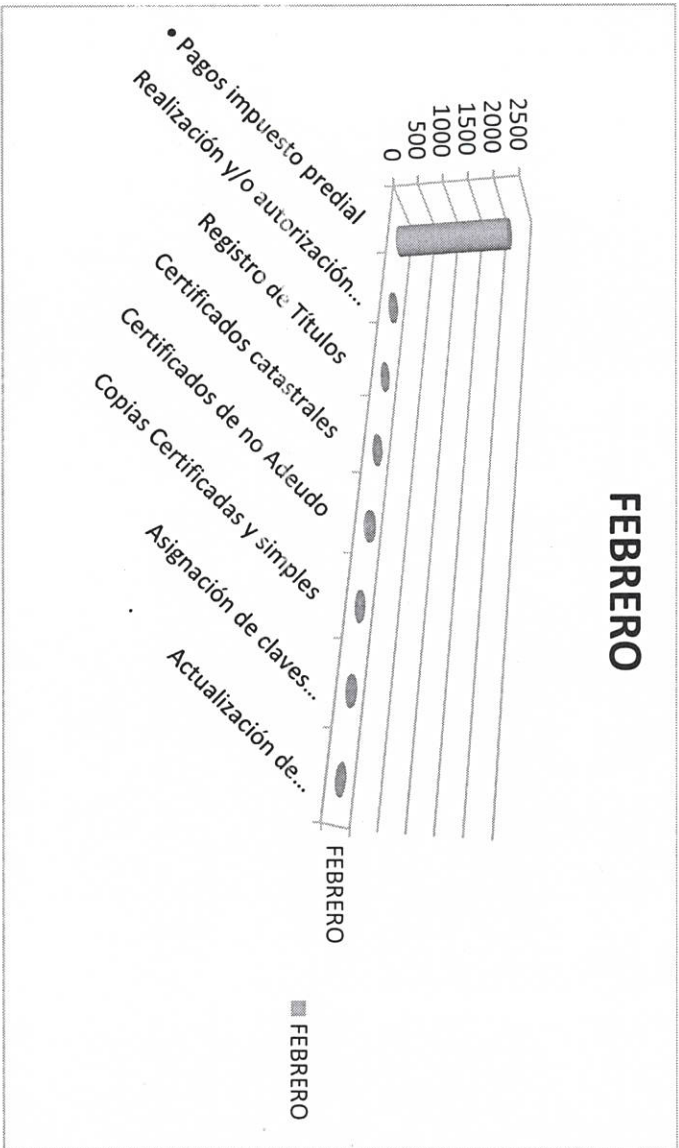 FEBRERO
2500
2000
1500
1000
500
0
• Pagos impuesto predial
Realización y/o autorización...
Registro de Títulos
Certificados catastrales
Certificados de no Adeudo
Copias Certificadas y simples
Asignación de claves...
Actualización de...
FEBRERO
FEBRERO